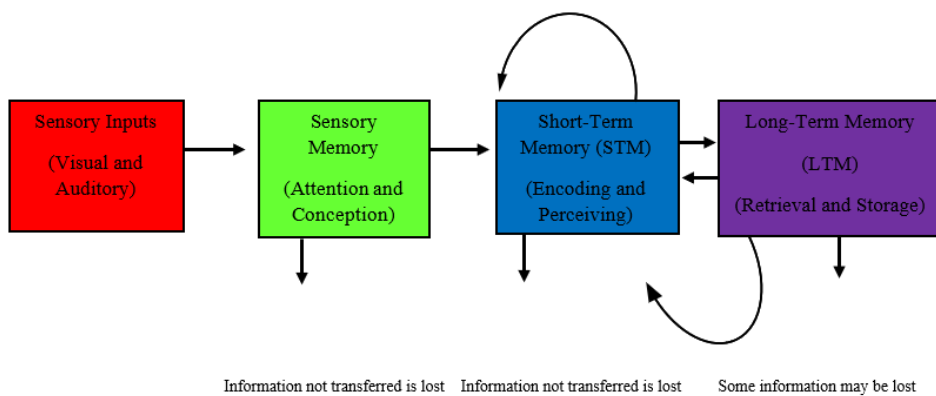 Sensory Inputs
(Visual and
Auditory)
Sensory
Memory
(Attention and
Conception)
Short-Term
Memory (STM)
(Encoding and
Perceiving)
Long-Term Memory
(LTM)
(Retrieval and Storage)
Information not transferred is lost
Information not transferred is lost
Some information may be lost